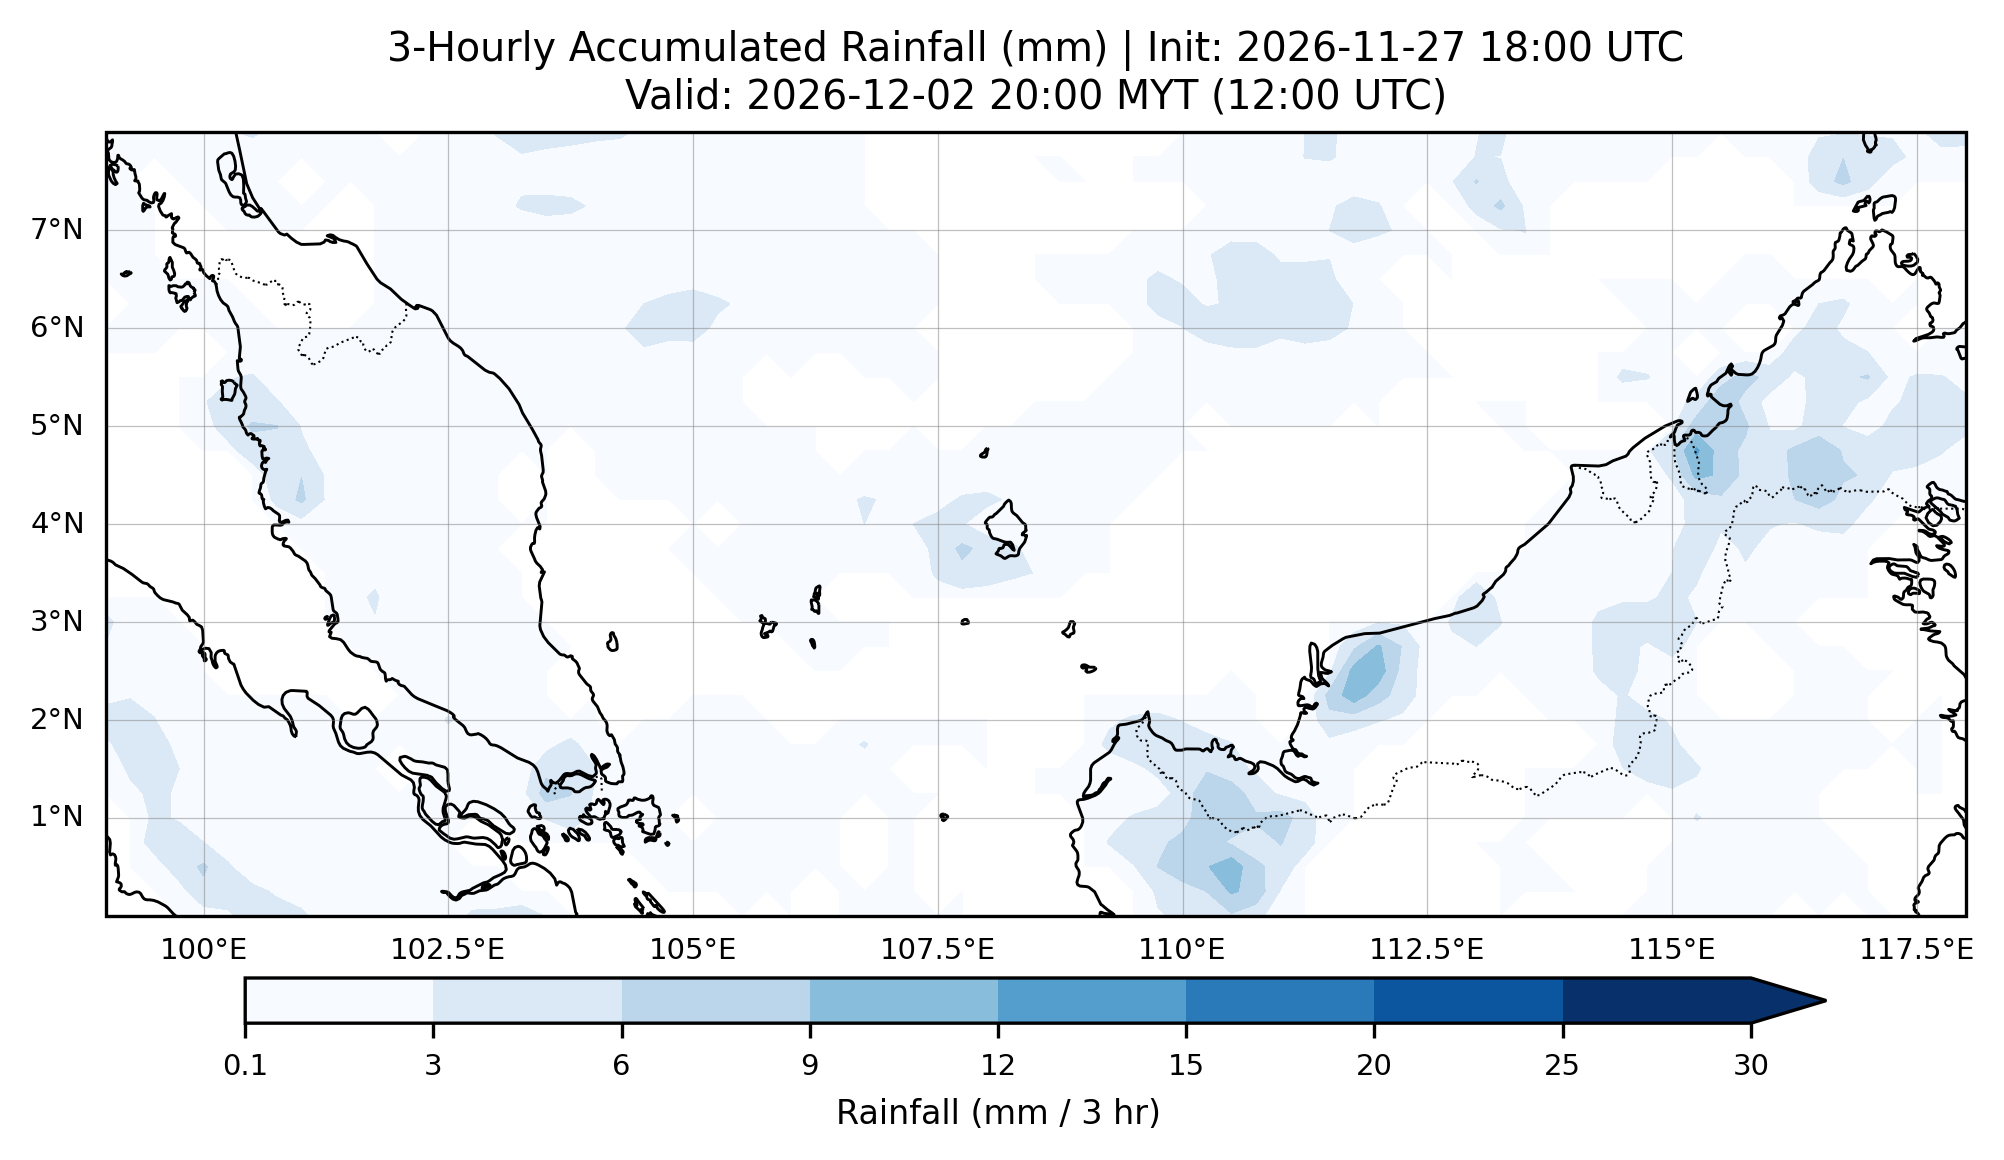 3-Hourly Accumulated Rainfall (mm) | Init: 2026-11-27 18:00 UTC
Valid: 2026-12-02 20:00 MYT (12:00 UTC)
7°N
6°N
5°N
4°N
3°N
2°N
1°N
100°E 102.5°E 105°E 107.5°E 110°E 112.5°E 115°E 117.5°E
0.1 3 6 9 12 15 20 25 30
Rainfall (mm / 3 hr)